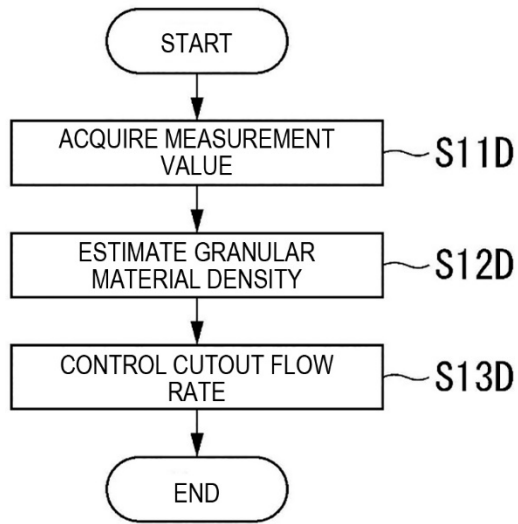 START
ACQUIRE MEASUREMENT
VALUE
S11D
ESTIMATE GRANULAR
MATERIAL DENSITY
S12D
CONTROL CUTOUT FLOW
RATE
S13D
END